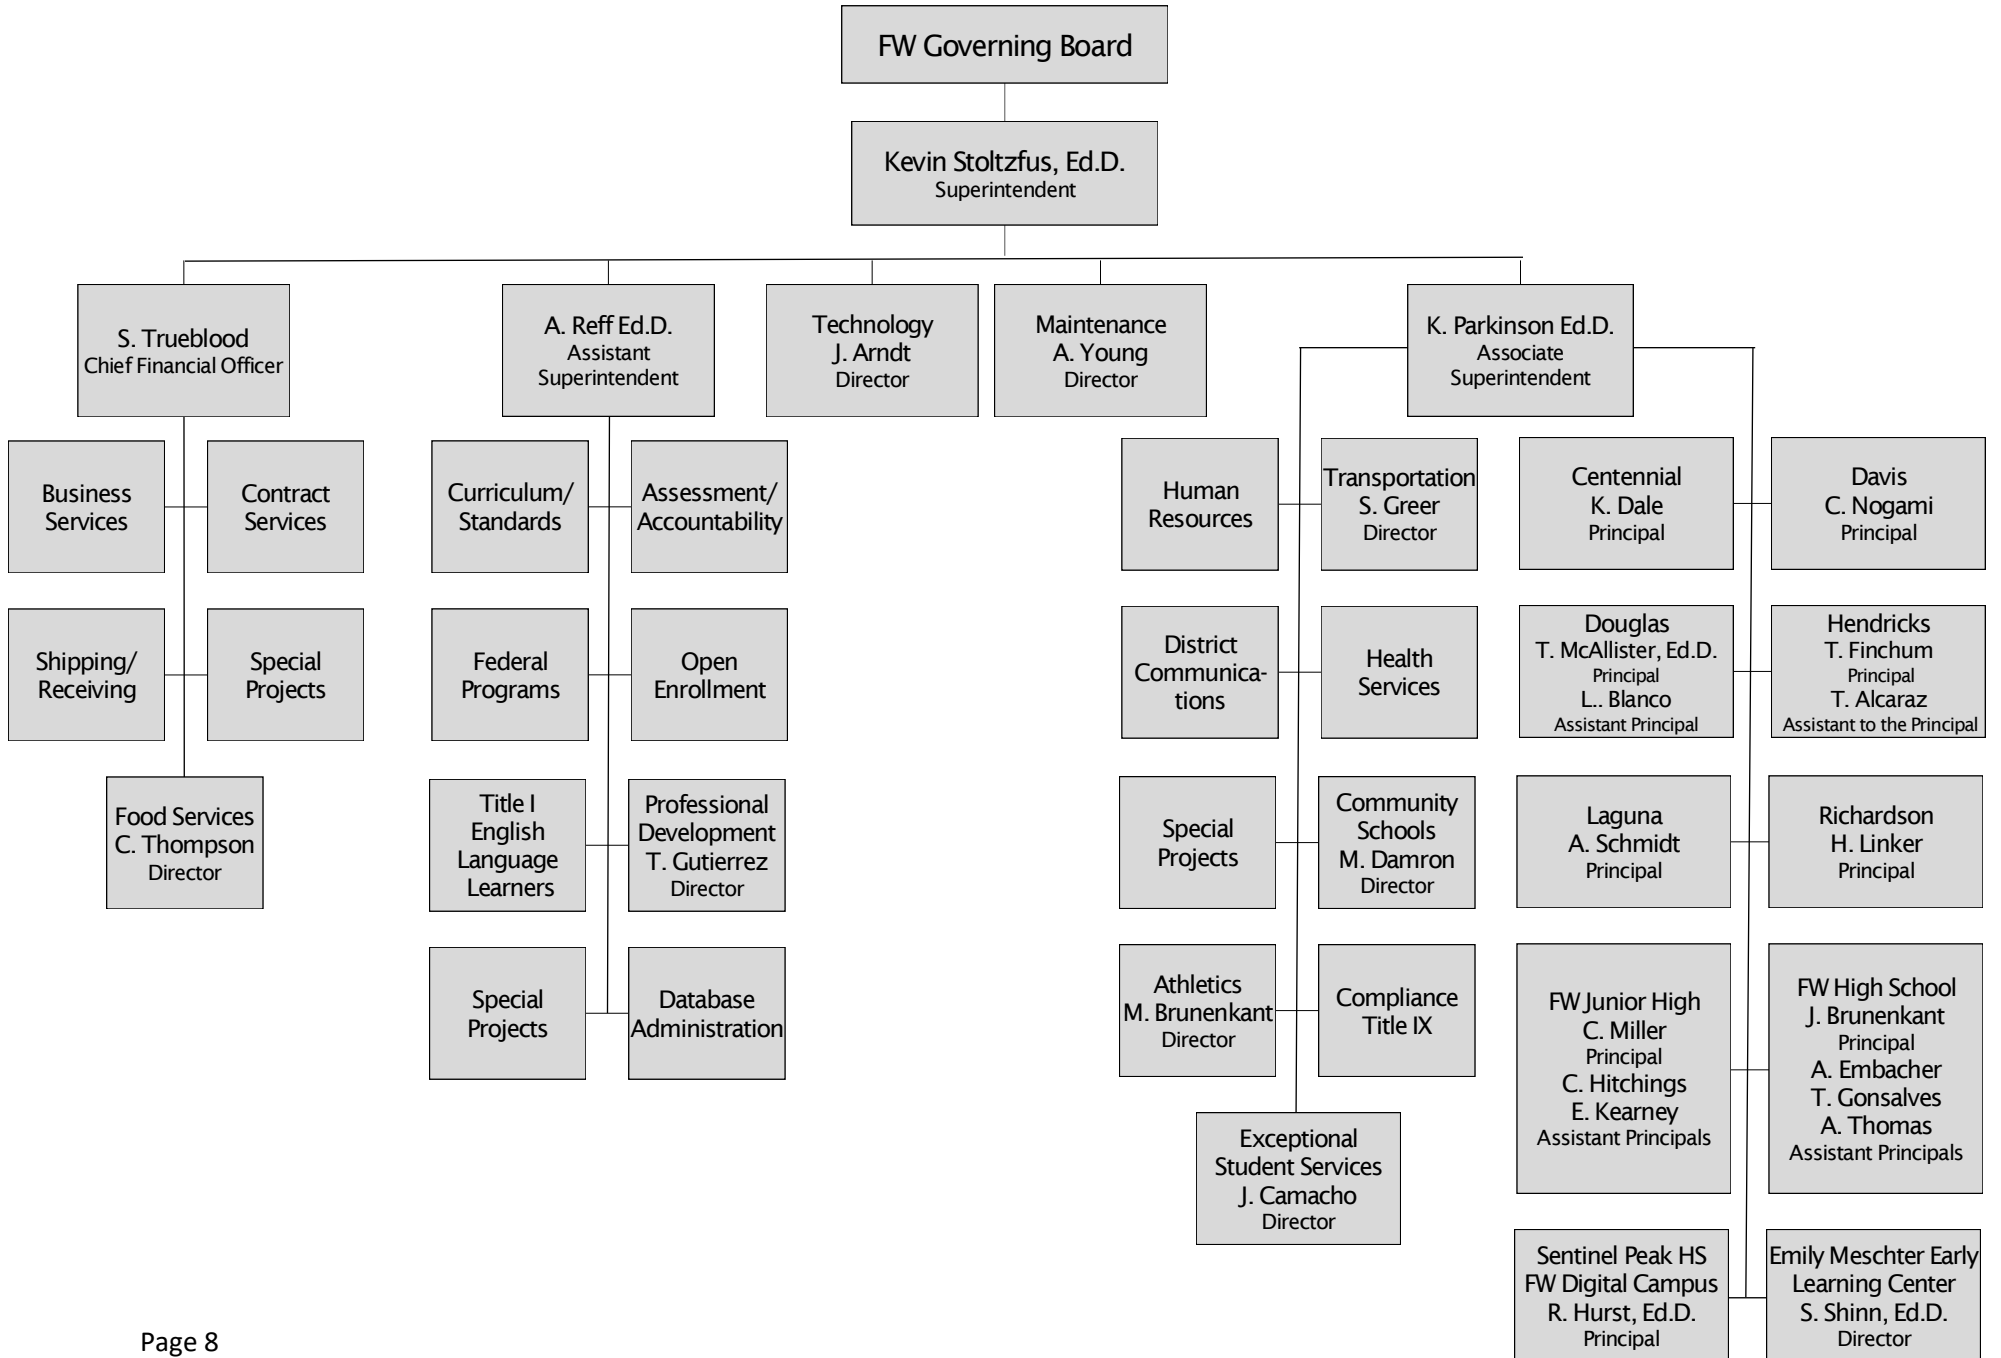 FW Governing Board
Kevin Stoltzfus, Ed.D.
Superintendent
S. Trueblood
Chief Financial Officer
A. Reff Ed.D.
Assistant
Superintendent
Technology
J. Arndt
Director
Maintenance
A. Young
Director
K. Parkinson Ed.D.
Associate
Superintendent
Business
Services
Contract
Services
Shipping/
Receiving
Special
Projects
Food Services
C. Thompson
Director
Curriculum/
Standards
Assessment/
Accountability
Federal
Programs
Open
Enrollment
Title I
English
Language
Learners
Professional
Development
T. Gutierrez
Director
Special
Projects
Database
Administration
Human
Resources
Transportation
S. Greer
Director
District
Communica-
tions
Health
Services
Special
Projects
Community
Schools
M. Damron
Director
Athletics
M. Brunenkant
Director
Compliance
Title IX
Exceptional
Student Services
J. Camacho
Director
Centennial
K. Dale
Principal
Davis
C. Nogami
Principal
Douglas
T. McAllister, Ed.D.
Principal
L.. Blanco
Assistant Principal
Hendricks
T. Finchum
Principal
T. Alcaraz
Assistant to the Principal
Laguna
A. Schmidt
Principal
Richardson
H. Linker
Principal
FW Junior High
C. Miller
Principal
C. Hitchings
E. Kearney
Assistant Principals
FW High School
J. Brunenkant
Principal
A. Embacher
T. Gonsalves
A. Thomas
Assistant Principals
Sentinel Peak HS
FW Digital Campus
R. Hurst, Ed.D.
Principal
Emily Meschter Early
Learning Center
S. Shinn, Ed.D.
Director
Page 8